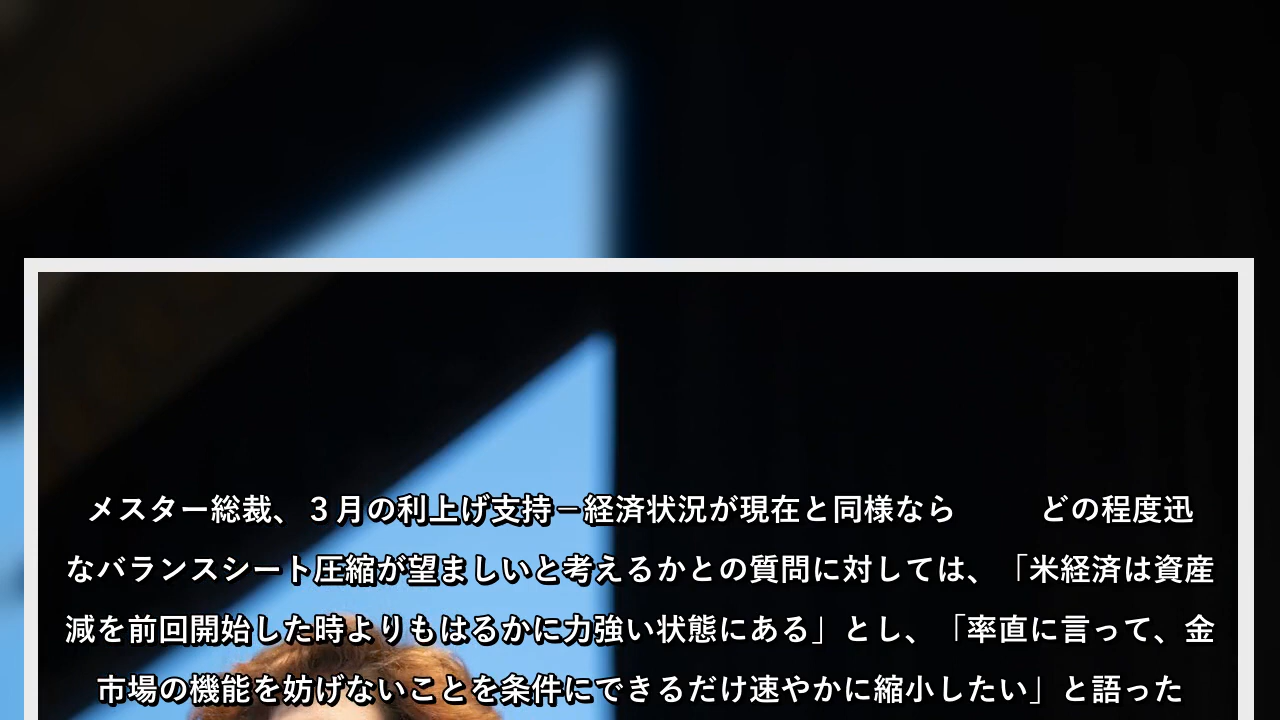 メスター総裁、３月の利上げ支持－経済状況が現在と同様なら　　どの程度迅
なバランスシート圧縮が望ましいと考えるかとの質問に対しては、「米経済は資産
減を前回開始した時よりもはるかに力強い状態にある」とし、「率直に言って、金
市場の機能を妨げないことを条件にできるだけ速やかに縮小したい」と語った